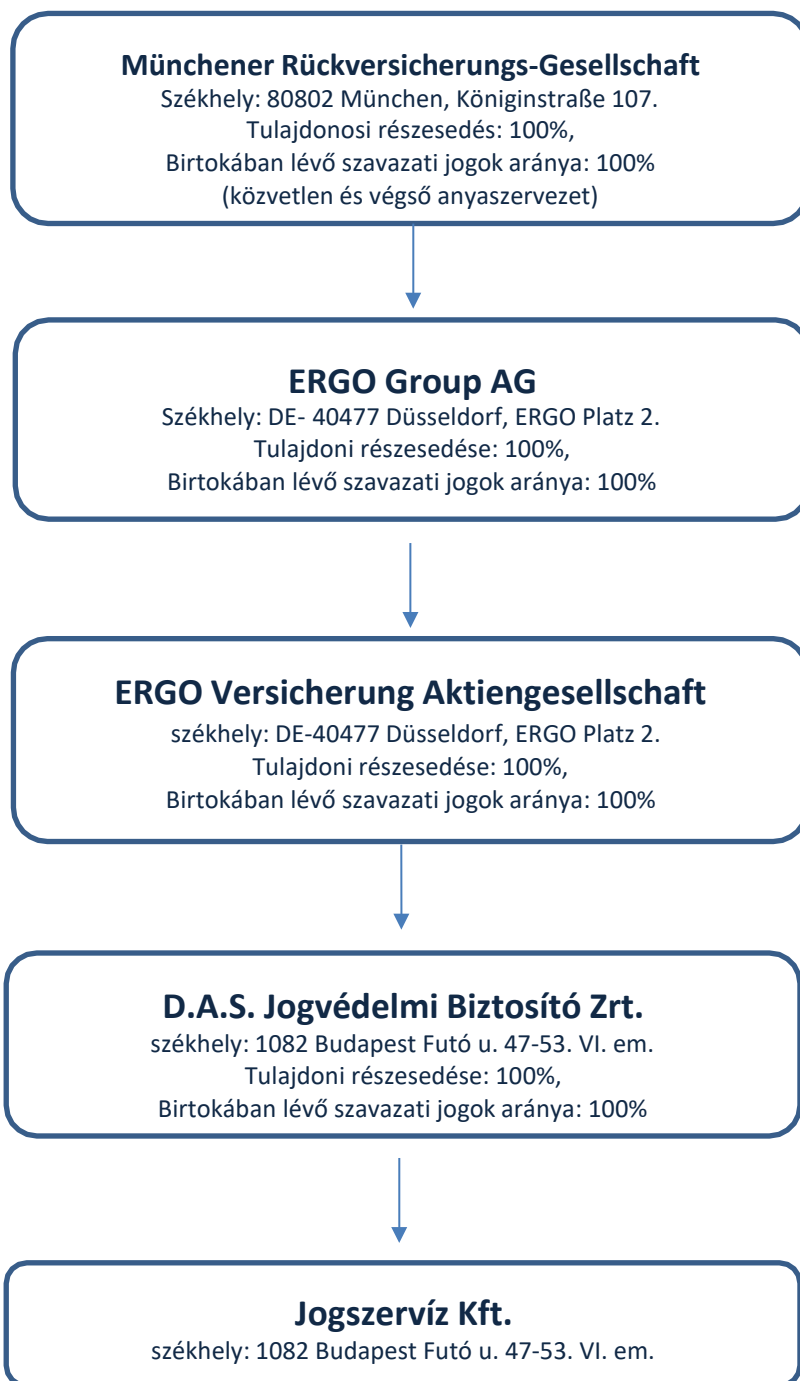 Münchener Rückversicherungs-Gesellschaft
Székhely: 80802 München, Königinstraße 107.
Tulajdonosi részesedés: 100%,
Birtokában lévő szavazati jogok aránya: 100%
(közvetlen és végső anyaszervezet)
ERGO Group AG
Székhely: DE- 40477 Düsseldorf, ERGO Platz 2.
Tulajdoni részesedése: 100%,
Birtokában lévő szavazati jogok aránya: 100%
ERGO Versicherung Aktiengesellschaft
székhely: DE-40477 Düsseldorf, ERGO Platz 2.
Tulajdoni részesedése: 100%,
Birtokában lévő szavazati jogok aránya: 100%
D.A.S. Jogvédelmi Biztosító Zrt.
székhely: 1082 Budapest Futó u. 47-53. VI. em.
Tulajdoni részesedése: 100%,
Birtokában lévő szavazati jogok aránya: 100%
Jogszervíz Kft.
székhely: 1082 Budapest Futó u. 47-53. VI. em.